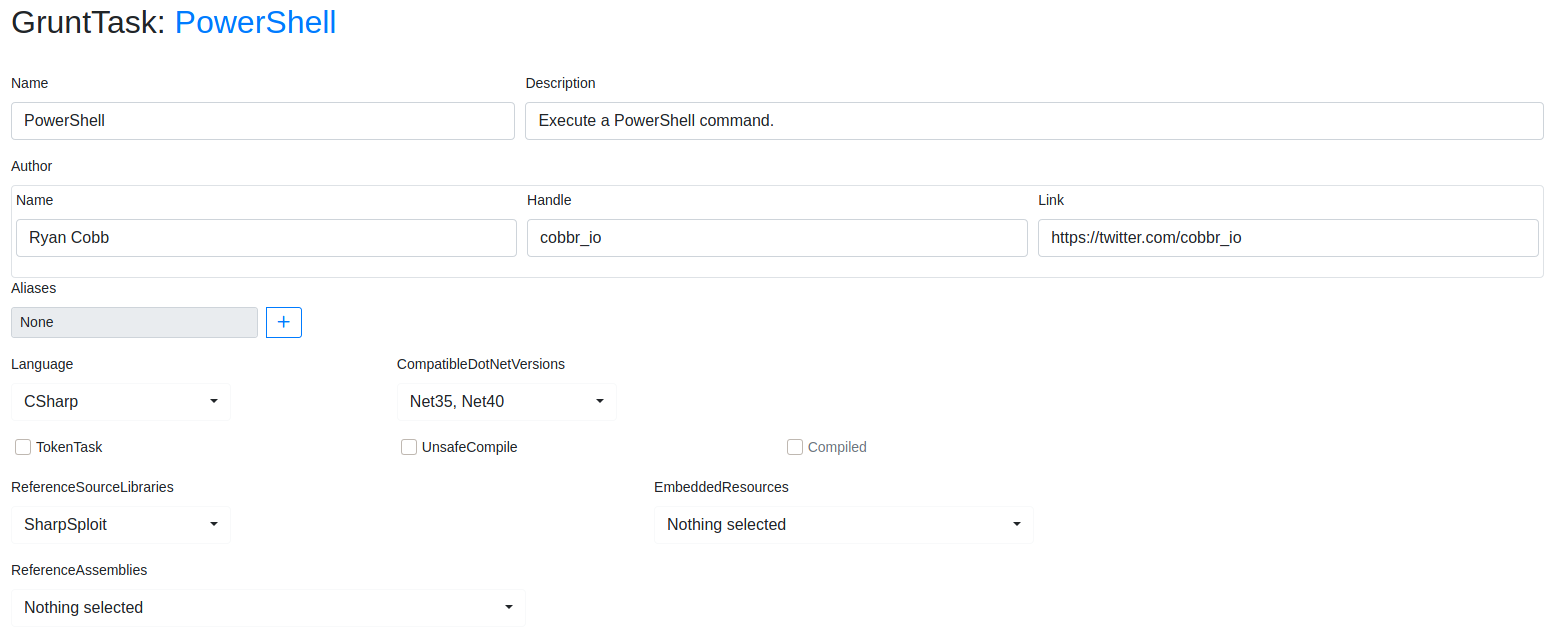 GruntTask: PowerShell
Name Description
PowerShell Execute a PowerShell command.
Author
Name Handle Link
Ryan Cobb cobbr_io https://twitter.com/cobbr_io
Aliases
None +
Language CompatibleDotNetVersions
CSharp Net35, Net40
TokenTask UnsafeCompile Compiled
ReferenceSourceLibraries EmbeddedResources
SharpSploit Nothing selected
ReferenceAssemblies
Nothing selected